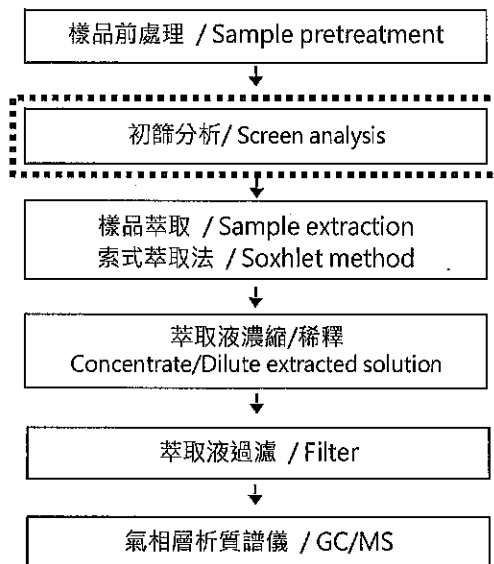 樣品前處理 / Sample pretreatment
初篩分析/ Screen analysis
樣品萃取 / Sample extraction
索式萃取法 / Soxhlet method
萃取液濃縮/稀釋
Concentrate/Dilute extracted solution
萃取液過濾 / Filter
氣相層析質譜儀 / GC/MS